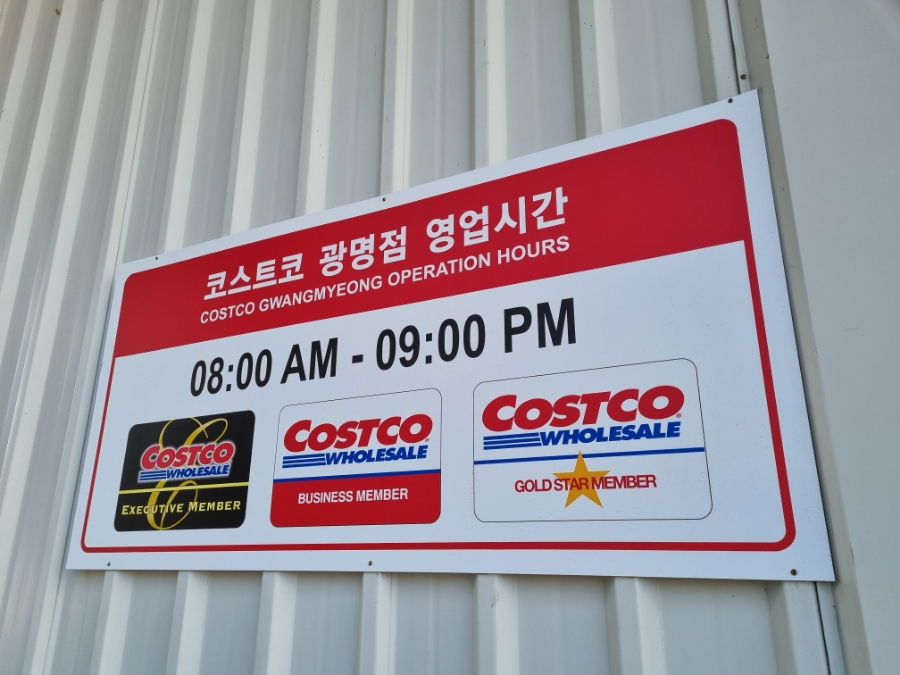 코스트코 광명점 영업시간
COSTCO GWANGMYEONG OPERATION HOURS
08:00 AM - 09:00 PM
COSTCO
WHOLESALE
EXECUTIVE MEMBER
COSTCO
WHOLESALE
BUSINESS MEMBER
COSTCO
WHOLESALE
GOLD STAR MEMBER